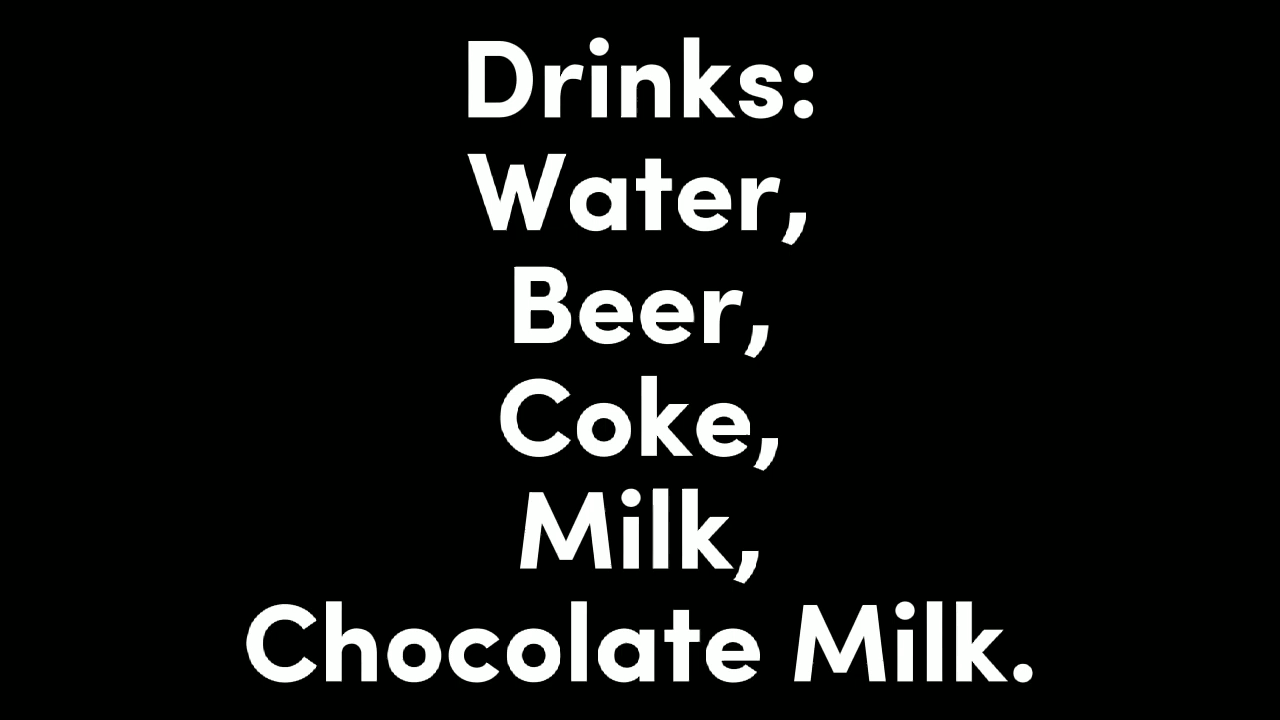 Drinks:
Water,
Beer,
Coke,
Milk,
Chocolate Milk.